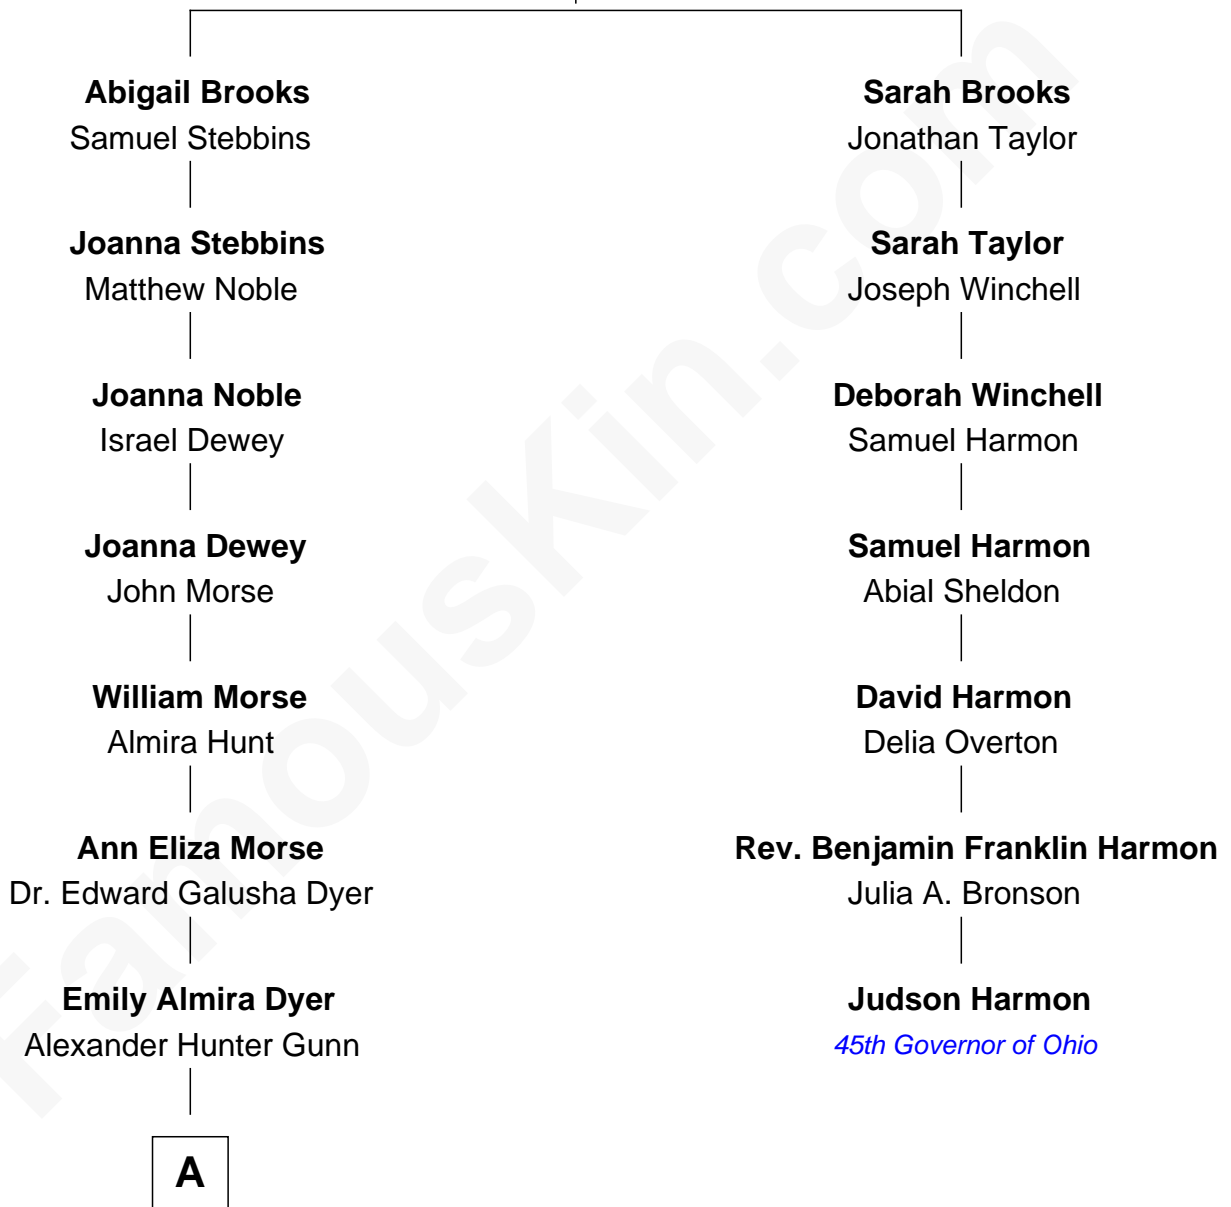 Abigail Brooks
Samuel Stebbins
Sarah Brooks
Jonathan Taylor
Joanna Stebbins
Matthew Noble
Sarah Taylor
Joseph Winchell
Joanna Noble
Israel Dewey
Deborah Winchell
Samuel Harmon
Joanna Dewey
John Morse
Samuel Harmon
Abial Sheldon
William Morse
Almira Hunt
David Harmon
Delia Overton
Ann Eliza Morse
Dr. Edward Galusha Dyer
Rev. Benjamin Franklin Harmon
Julia A. Bronson
Emily Almira Dyer
Alexander Hunter Gunn
Judson Harmon
45th Governor of Ohio
A
FamousKin.com